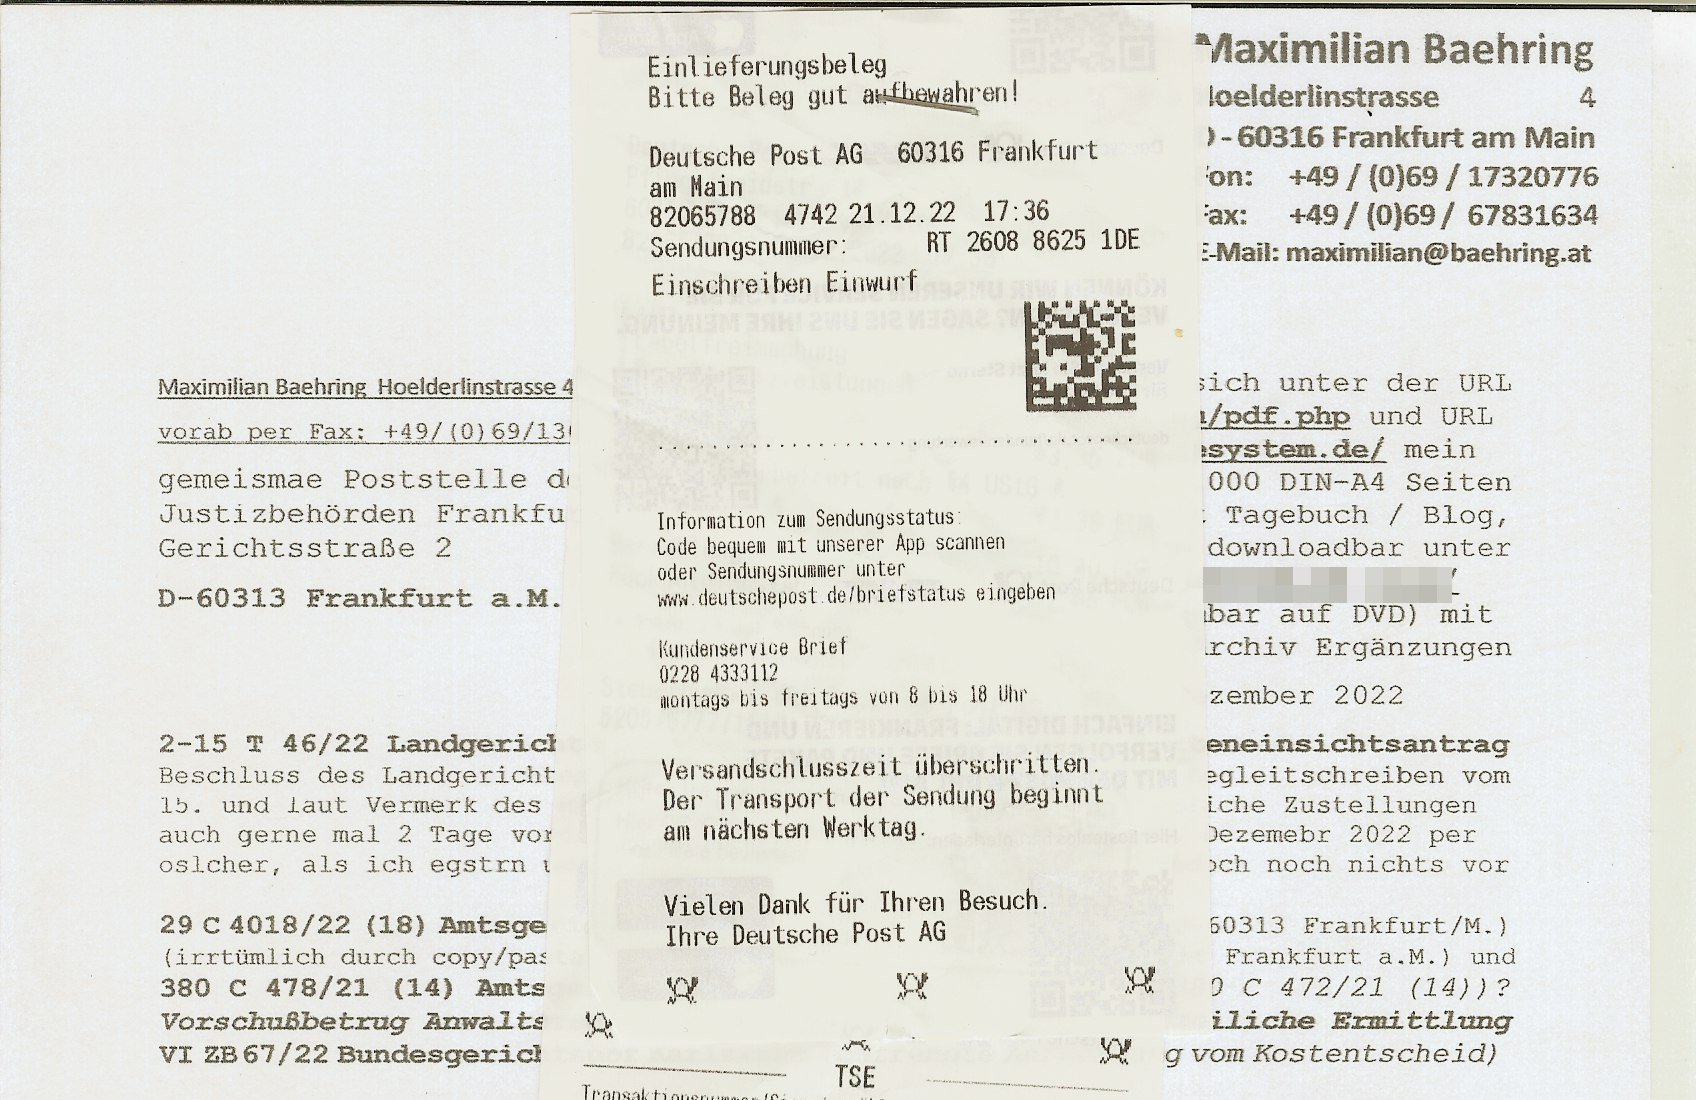 Einlieferungsbeleg
Bitte Beleg gut aufbewahren!
Deutsche Post AG 60316 Frankfurt
am Main
82065788 4742 21.12.22 17:36
Sendungsnummer: RT 2608 8625 1DE
Einschreiben Einwurf
Information zum Sendungsstatus:
Code bequem mit unserer App scannen
oder Sendungsnummer unter
www.deutschepost.de/briefstatus eingeben
Kundenservice Brief
0228 4333112
montags bis freitags von 8 bis 18 Uhr
Versandschlusszeit überschritten.
Der Transport der Sendung beginnt
am nächsten Werktag.
Vielen Dank für Ihren Besuch.
Ihre Deutsche Post AG
TSE
Maximilian Baehring
Hoelderlinstrasse 4
D - 60316 Frankfurt am Main
Fon: +49 / (0)69 / 17320776
Fax: +49 / (0)69 / 67831634
E-Mail: maximilian@baehring.at
Maximilian Baehring Hoelderlinstrasse 4
vorab per Fax: +49/(0)69/13
gemeismae Poststelle de
Justizbehörden Frankfu
Gerichtsstraße 2
D-60313 Frankfurt a.M.
sich unter der URL
/pdf.php und URL
esystem.de/ mein
000 DIN-A4 Seiten
Tagebuch / Blog,
downloadbar unter
bar auf DVD) mit
rchiv Ergänzungen
zember 2022
2-15 T 46/22 Landgerich
eneinsichtsantrag
Beschluss des Landgericht
egleitschreiben vom
15. und laut Vermerk des
iche Zustellungen
auch gerne mal 2 Tage vor
Dezemebr 2022 per
oslcher, als ich egstrn u
och noch nichts vor
29 C 4018/22 (18) Amtsge
60313 Frankfurt/M.)
(irrtümlich durch copy/pas
Frankfurt a.M.) und
380 C 478/21 (14) Amts
0 C 472/21 (14))?
Vorschußbetrug Anwalts
iliche Ermittlung
VI ZB 67/22 Bundesgerich
g vom Kostentscheid)